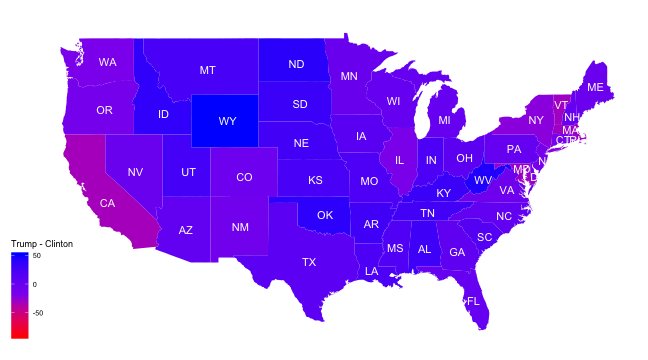 WA
MT
ND
MN
ME
OR
ID
SD
WI
VT
NH
WY
MI
NY
MA
IA
NE
PA
NV
UT
CO
IL
IN
OH
MD
CA
KS
MO
WV
VA
KY
AZ
NM
OK
AR
TN
NC
SC
TX
LA
MS
AL
GA
FL
Trump - Clinton
50
0
-50